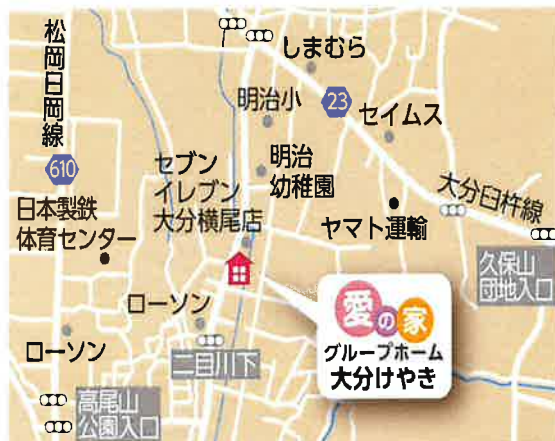 松岡日岡線
610
しまむら
明治小
23
セイムス
セブン
イレブン
大分横尾店
明治
幼稚園
日本製鉄
体育センター
ヤマト運輸
大分臼杵線
久保山
団地入口
ローソン
愛の家
グループホーム
大分けやき
ローソン
二目川下
高尾山
公園入口